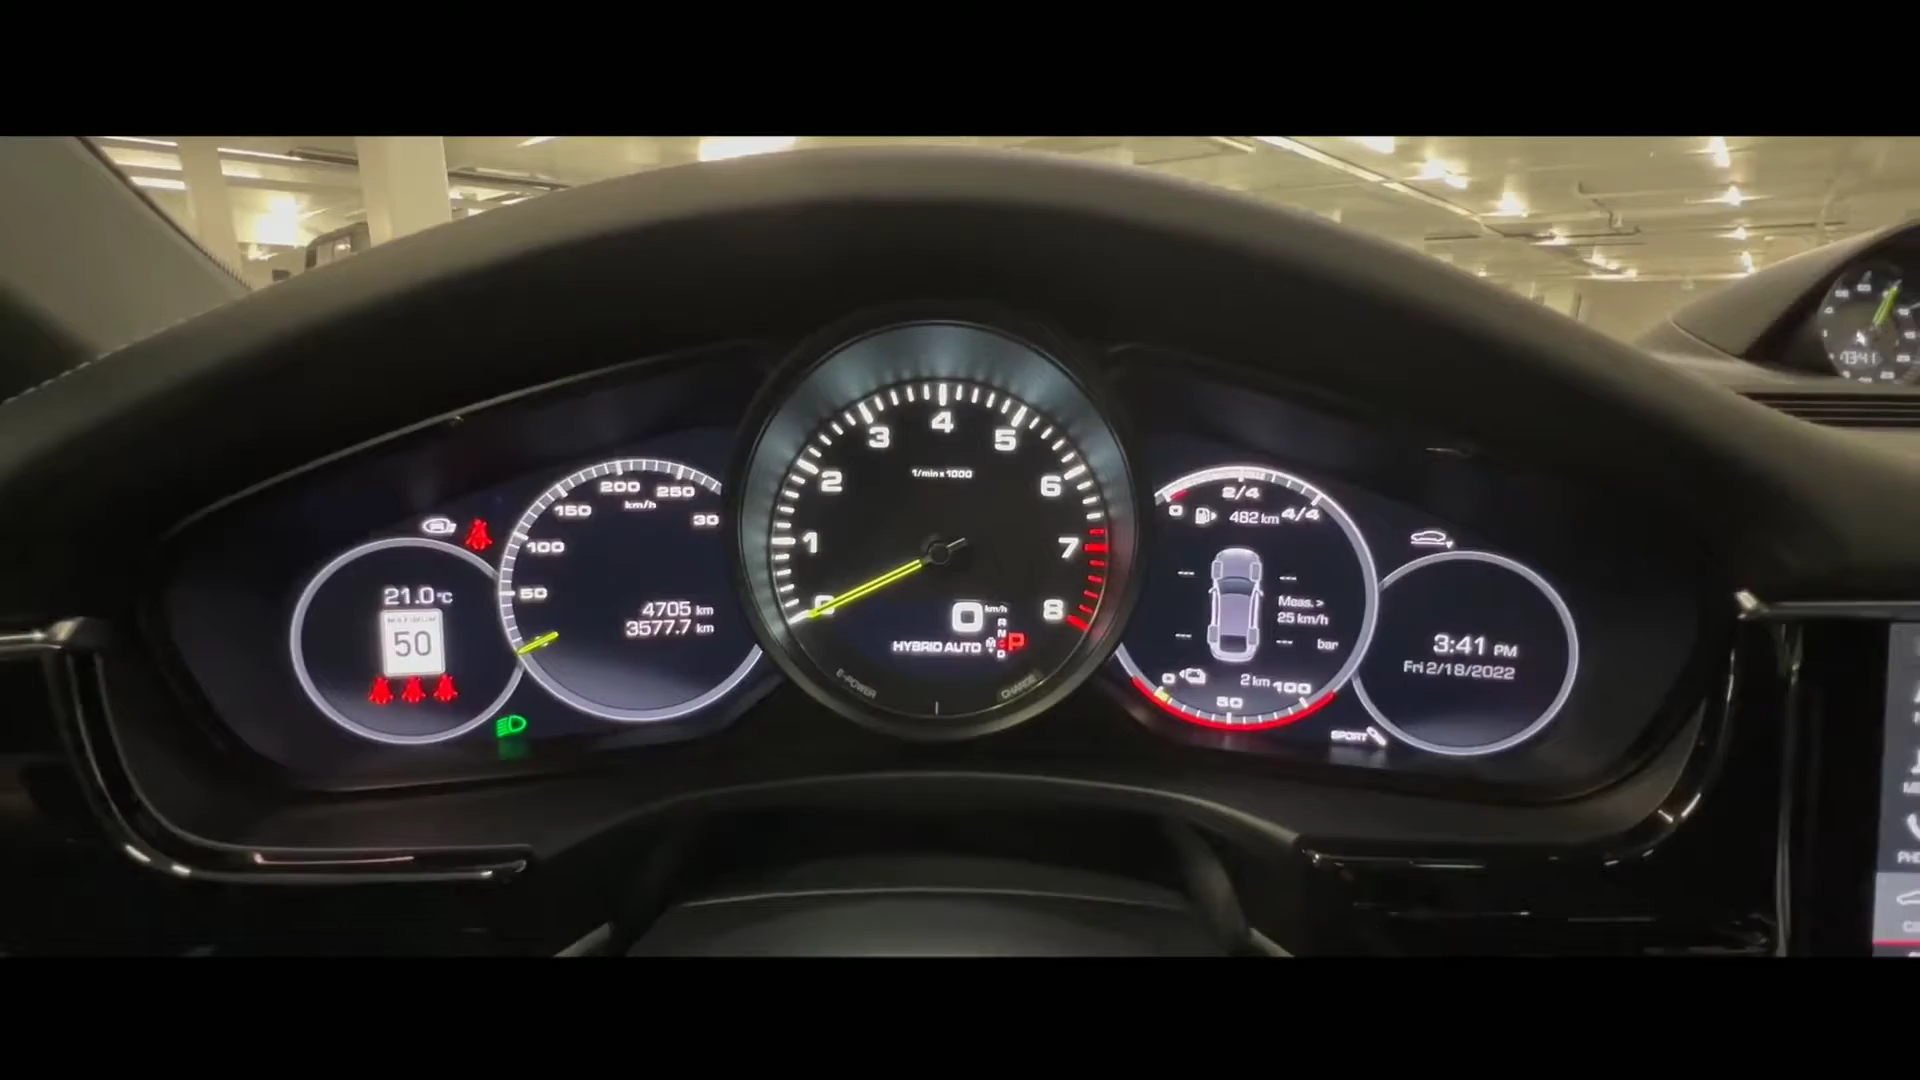 21.0°C
MAXIMUM
50
50
100
150
200
250
30
km/h
4705 km
3577.7 km
0
1
2
3
4
5
6
7
8
1/min x 1000
0 km/h
HYBRID AUTO
R
N
D
M
P
E-POWER
CHARGE
0
2/4
4/4
482 km
Meas. >
25 km/h
bar
0
2 km
50
100
SPORT
3:41 PM
Fri 2/18/2022